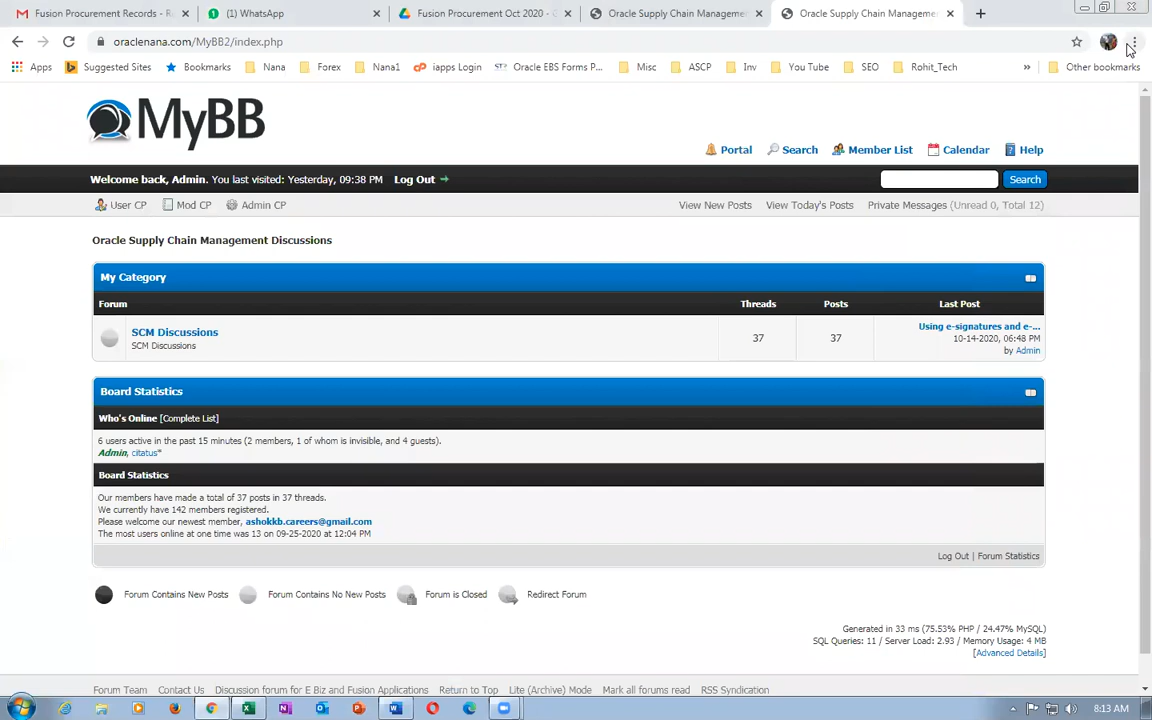 Fusion Procurement Records - R
(1) WhatsApp
Fusion Procurement Oct 2020 -
Oracle Supply Chain Management
Oracle Supply Chain Management
oraclenana.com/MyBB2/index.php
Apps
Suggested Sites
Bookmarks
Nana
Forex
Nana1
iapps Login
Oracle EBS Forms P...
Misc
ASCP
Inv
You Tube
SEO
Rohit_Tech
»
Other bookmarks
MyBB
Portal Search Member List Calendar Help
Welcome back, Admin. You last visited: Yesterday, 09:38 PM Log Out
Search
User CP Mod CP Admin CP
View New Posts View Today's Posts Private Messages (Unread 0, Total 12)
Oracle Supply Chain Management Discussions
My Category
Forum Threads Posts Last Post
SCM Discussions
SCM Discussions
37
37
Using e-signatures and e-...
10-14-2020, 06:48 PM
by Admin
Board Statistics
Who's Online [Complete List]
6 users active in the past 15 minutes (2 members, 1 of whom is invisible, and 4 guests).
Admin, citatus*
Board Statistics
Our members have made a total of 37 posts in 37 threads.
We currently have 142 members registered.
Please welcome our newest member, ashokkb.careers@gmail.com
The most users online at one time was 13 on 09-25-2020 at 12:04 PM
Log Out | Forum Statistics
Forum Contains New Posts Forum Contains No New Posts Forum is Closed Redirect Forum
Generated in 33 ms (75.53% PHP / 24.47% MySQL)
SQL Queries: 11 / Server Load: 2.93 / Memory Usage: 4 MB
[Advanced Details]
Forum Team Contact Us Discussion forum for E Biz and Fusion Applications Return to Top Lite (Archive) Mode Mark all forums read RSS Syndication
8:13 AM